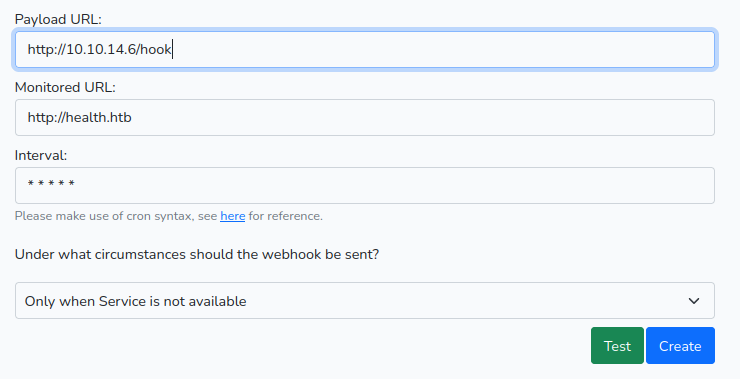 Payload URL:
http://10.10.14.6/hook
Monitored URL:
http://health.htb
Interval:
* * * * *
Please make use of cron syntax, see here for reference.
Under what circumstances should the webhook be sent?
Only when Service is not available
Test Create